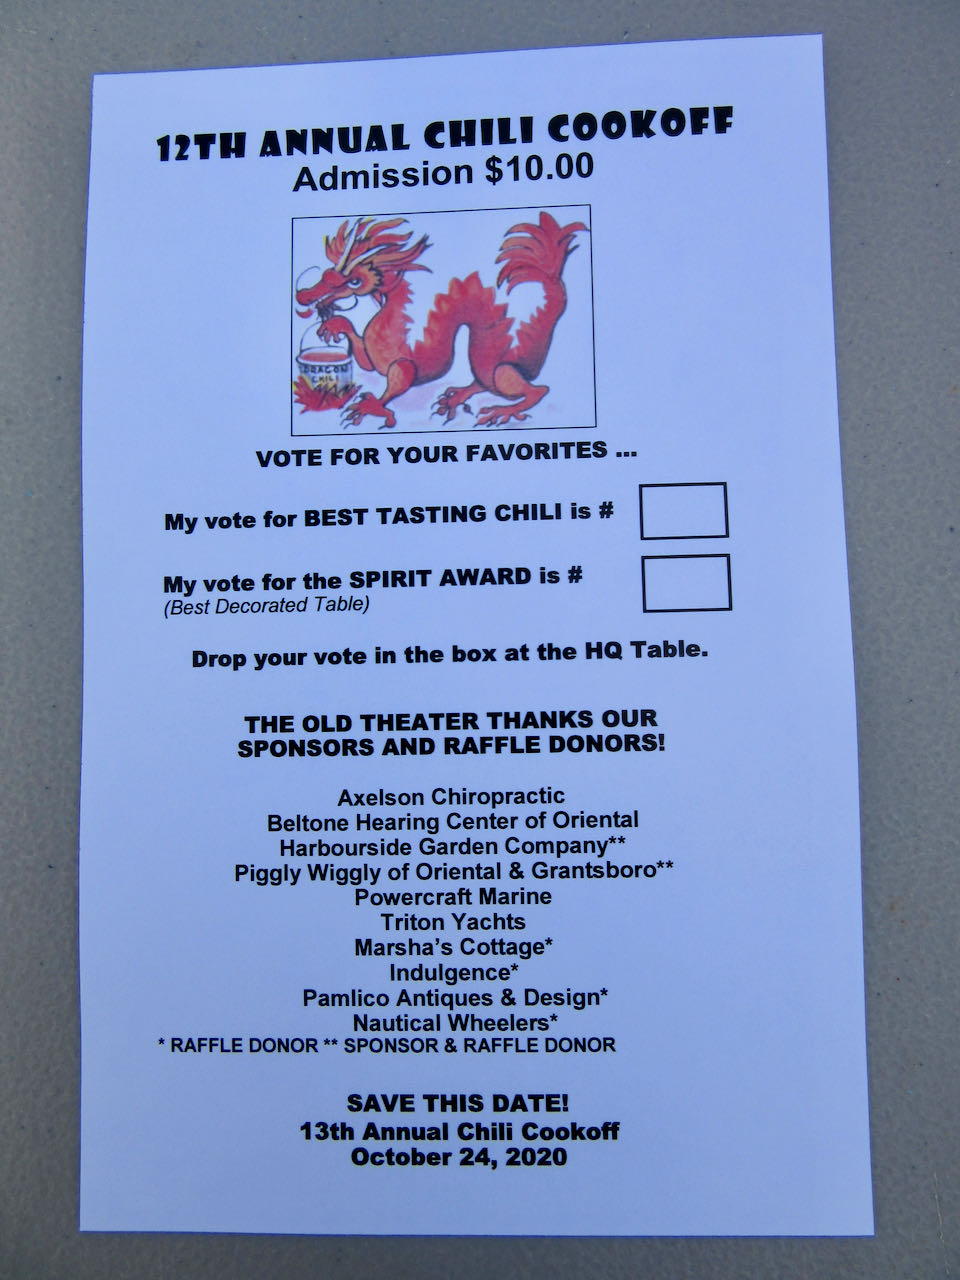 12TH ANNUAL CHILI COOKOFF
Admission $10.00
DRAGON
CHILI
VOTE FOR YOUR FAVORITES ...
My vote for BEST TASTING CHILI is #
My vote for the SPIRIT AWARD is #
(Best Decorated Table)
Drop your vote in the box at the HQ Table.
THE OLD THEATER THANKS OUR
SPONSORS AND RAFFLE DONORS!
Axelson Chiropractic
Beltone Hearing Center of Oriental
Harbourside Garden Company**
Piggly Wiggly of Oriental & Grantsboro**
Powercraft Marine
Triton Yachts
Marsha's Cottage*
Indulgence*
Pamlico Antiques & Design*
Nautical Wheelers*
* RAFFLE DONOR ** SPONSOR & RAFFLE DONOR
SAVE THIS DATE!
13th Annual Chili Cookoff
October 24, 2020